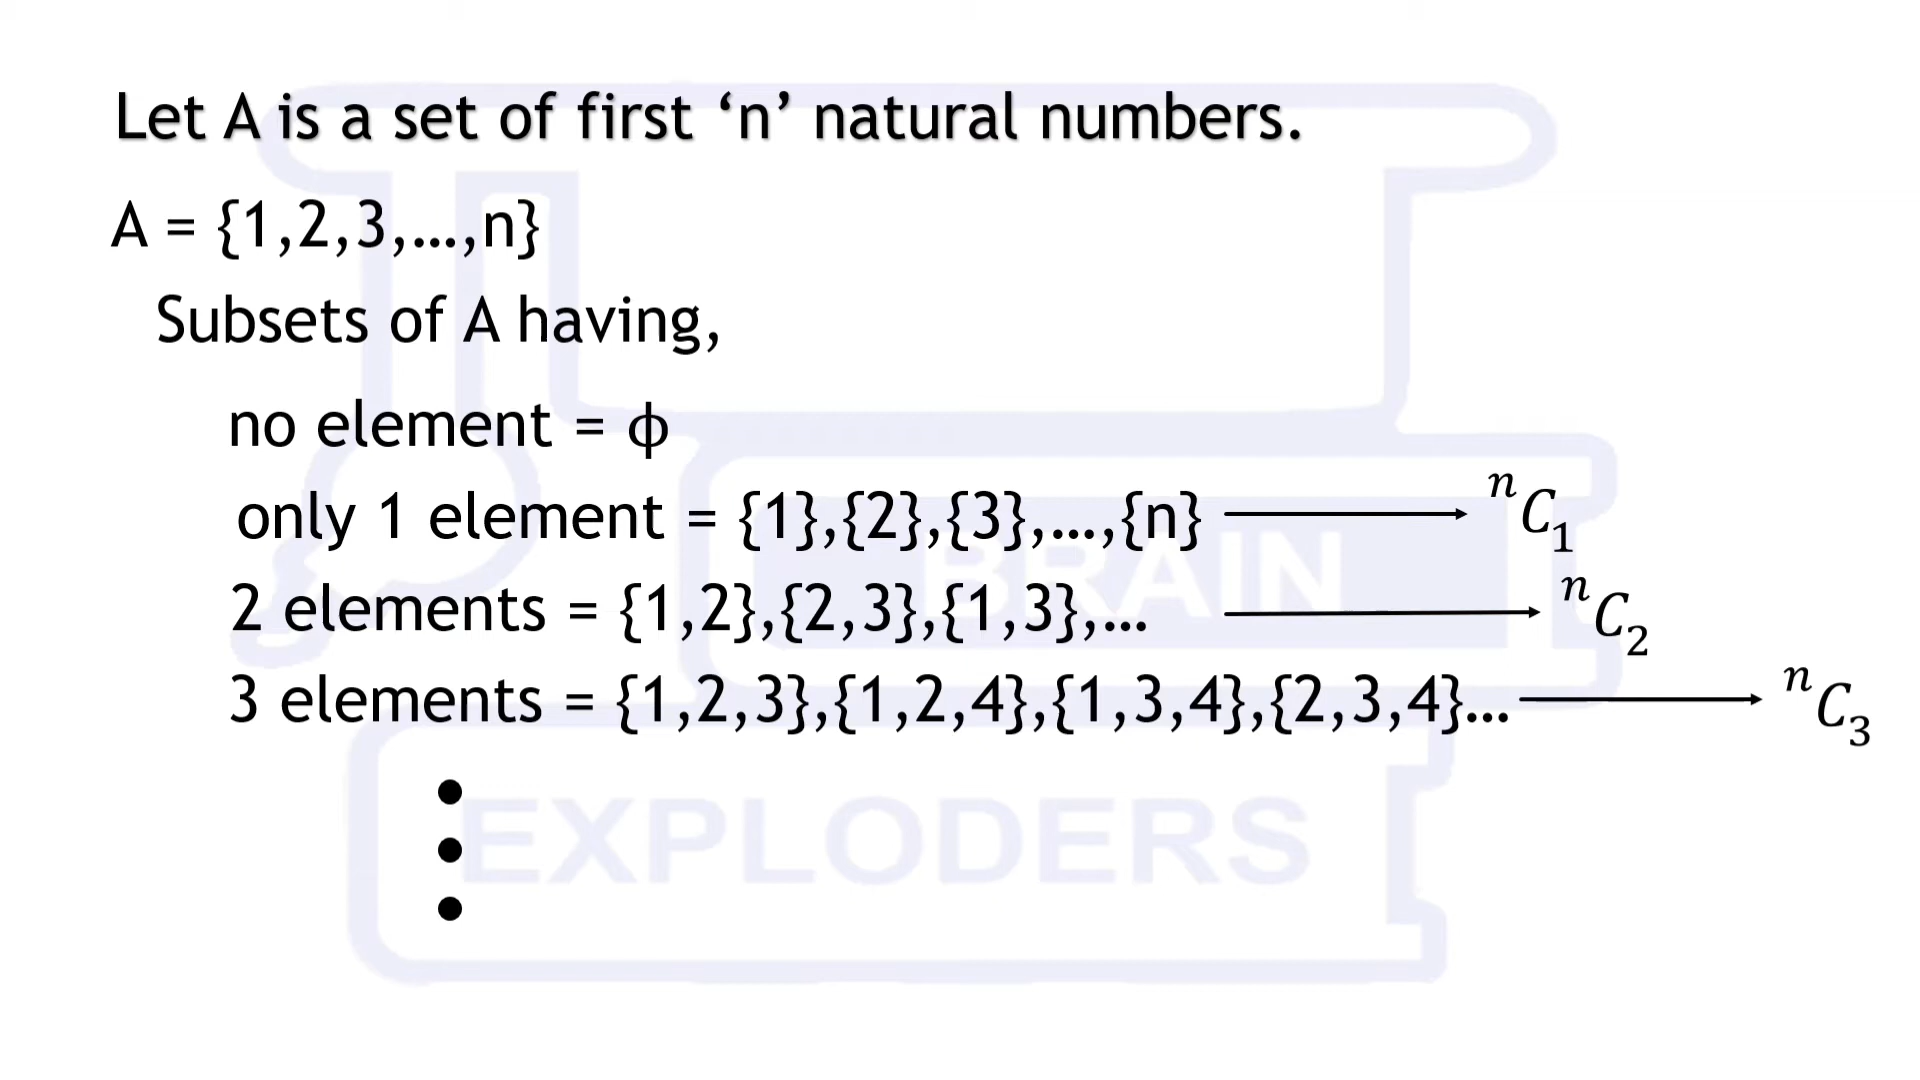 Let A is a set of first ‘n’ natural numbers.
A = {1,2,3,…,n}
Subsets of A having,
no element = ϕ
only 1 element = {1},{2},{3},…,{n} ⟶ ⁿC₁
2 elements = {1,2},{2,3},{1,3},… ⟶ ⁿC₂
3 elements = {1,2,3},{1,2,4},{1,3,4},{2,3,4}… ⟶ ⁿC₃
BRAIN
EXPLODERS